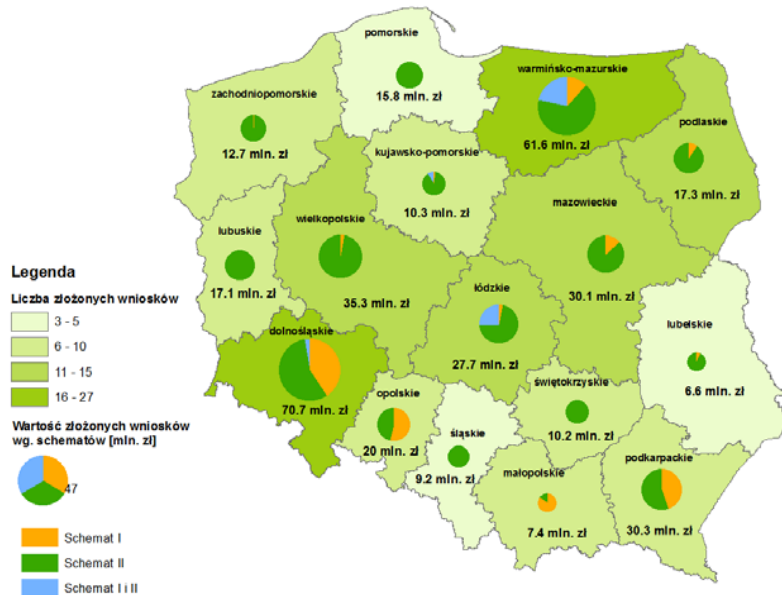 pomorskie
15.8 mln. zł
warmińsko-mazurskie
61.6 mln. zł
zachodniopomorskie
12.7 mln. zł
podlaskie
17.3 mln. zł
kujawsko-pomorskie
10.3 mln. zł
mazowieckie
30.1 mln. zł
wielkopolskie
35.3 mln. zł
lubuskie
17.1 mln. zł
łódzkie
27.7 mln. zł
lubelskie
6.6 mln. zł
dolnośląskie
70.7 mln. zł
opolskie
20 mln. zł
śląskie
9.2 mln. zł
świętokrzyskie
10.2 mln. zł
małopolskie
7.4 mln. zł
podkarpackie
30.3 mln. zł
Legenda
Liczba złożonych wniosków
3 - 5
6 - 10
11 - 15
16 - 27
Wartość złożonych wniosków
wg. schematów [mln. zł]
47
Schemat I
Schemat II
Schemat I i II